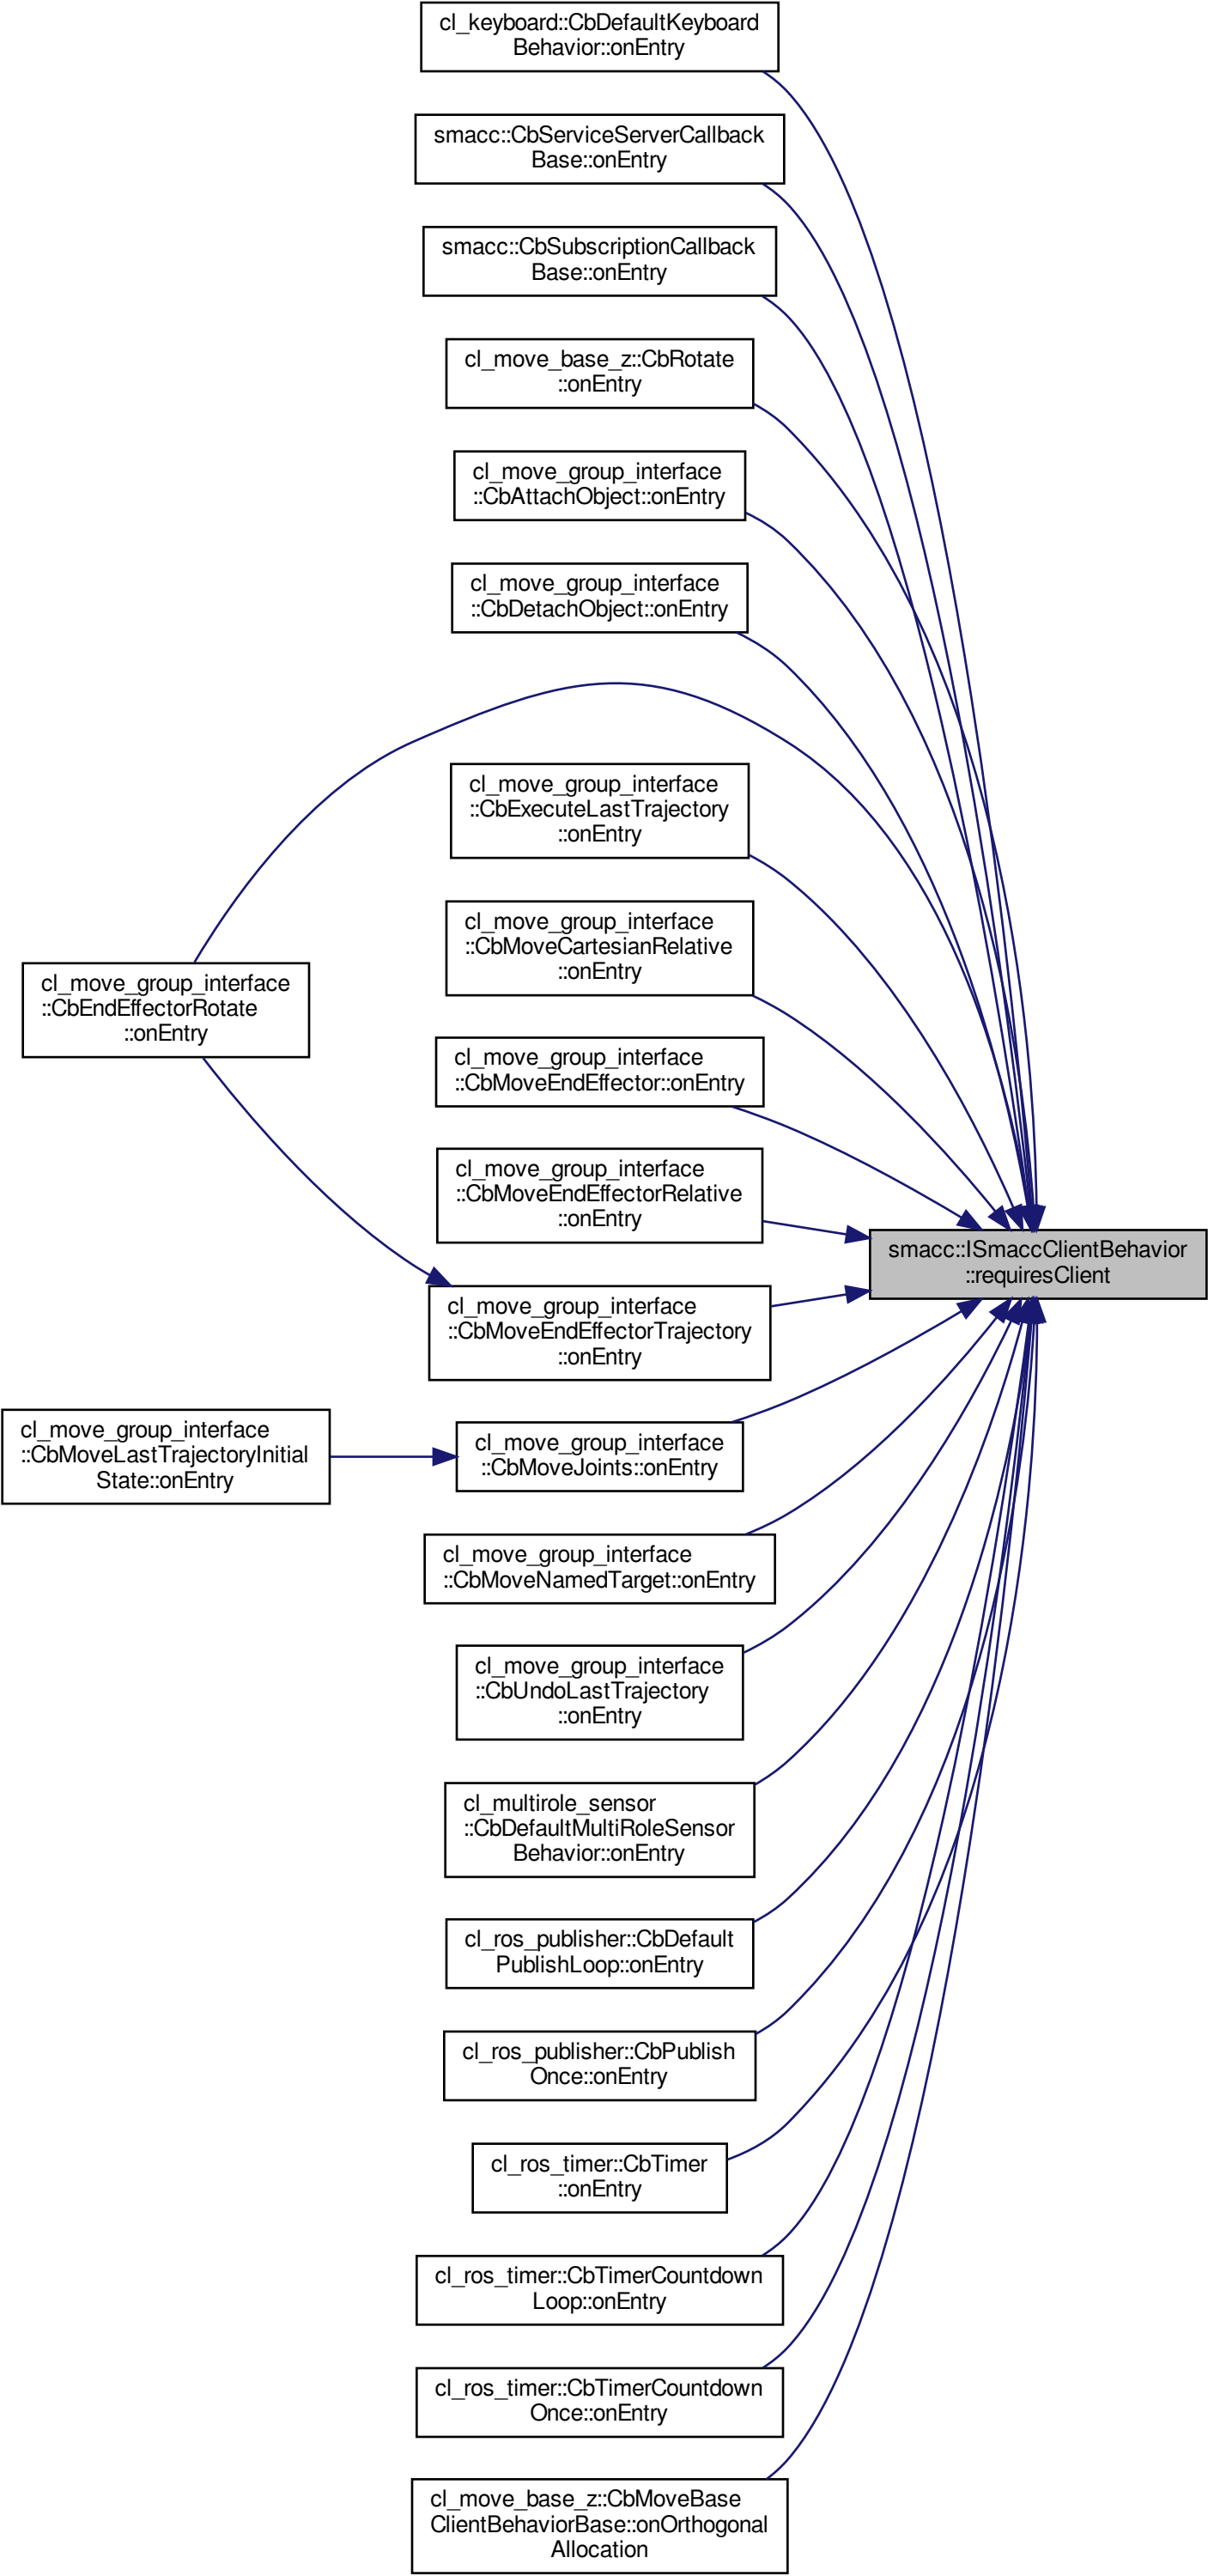 cl_keyboard::CbDefaultKeyboard
Behavior::onEntry
smacc::CbServiceServerCallback
Base::onEntry
smacc::CbSubscriptionCallback
Base::onEntry
cl_move_base_z::CbRotate
::onEntry
cl_move_group_interface
::CbAttachObject::onEntry
cl_move_group_interface
::CbDetachObject::onEntry
cl_move_group_interface
::CbExecuteLastTrajectory
::onEntry
cl_move_group_interface
::CbMoveCartesianRelative
::onEntry
cl_move_group_interface
::CbEndEffectorRotate
::onEntry
cl_move_group_interface
::CbMoveEndEffector::onEntry
cl_move_group_interface
::CbMoveEndEffectorRelative
::onEntry
smacc::ISmaccClientBehavior
::requiresClient
cl_move_group_interface
::CbMoveEndEffectorTrajectory
::onEntry
cl_move_group_interface
::CbMoveLastTrajectoryInitial
State::onEntry
cl_move_group_interface
::CbMoveJoints::onEntry
cl_move_group_interface
::CbMoveNamedTarget::onEntry
cl_move_group_interface
::CbUndoLastTrajectory
::onEntry
cl_multirole_sensor
::CbDefaultMultiRoleSensor
Behavior::onEntry
cl_ros_publisher::CbDefault
PublishLoop::onEntry
cl_ros_publisher::CbPublish
Once::onEntry
cl_ros_timer::CbTimer
::onEntry
cl_ros_timer::CbTimerCountdown
Loop::onEntry
cl_ros_timer::CbTimerCountdown
Once::onEntry
cl_move_base_z::CbMoveBase
ClientBehaviorBase::onOrthogonal
Allocation